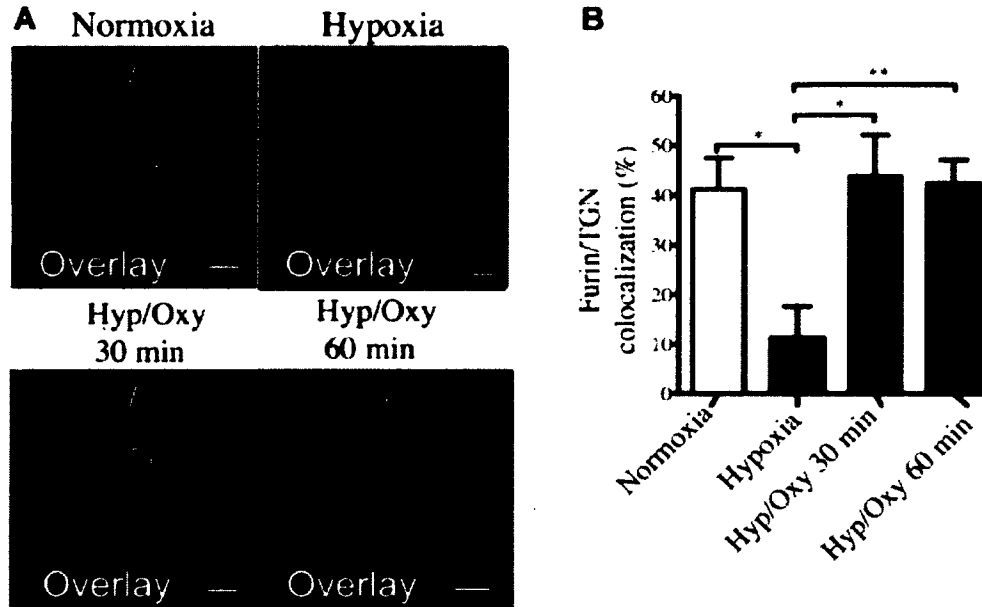 A
Normoxia
Hypoxia
Overlay
Overlay
Hyp/Oxy
30 min
Hyp/Oxy
60 min
Overlay
Overlay
B
**
*
*
60
50
40
30
20
10
0
Furin/TGN
colocalization (%)
Normoxia
Hypoxia
Hyp/Oxy 30 min
Hyp/Oxy 60 min